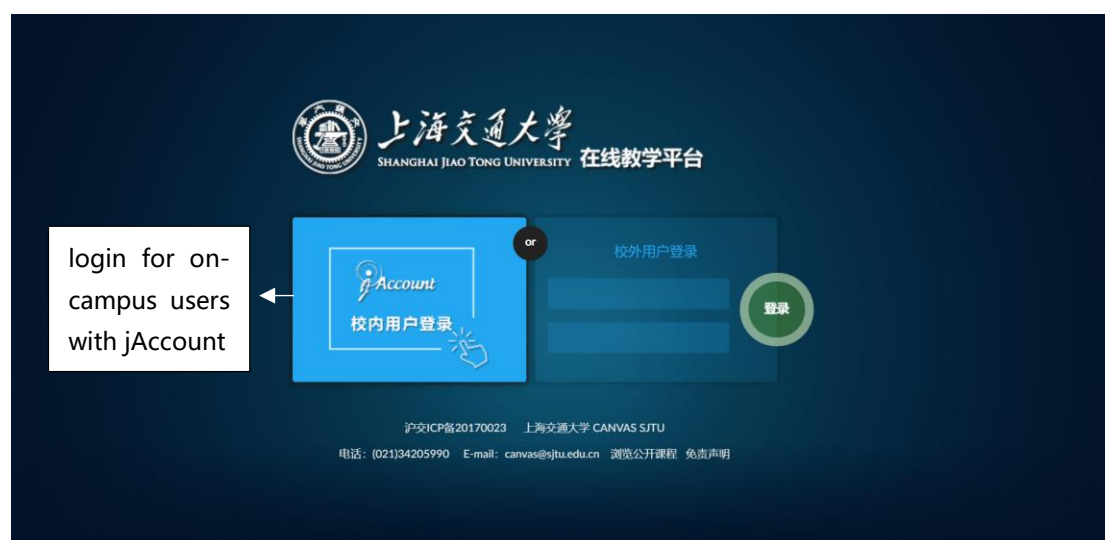 上海交通大學
SHANGHAI JIAO TONG UNIVERSITY
在线教学平台
login for on-
campus users
with jAccount
jAccount
校内用户登录
or
校外用户登录
登录
沪交ICP备20170023 上海交通大学 CANVAS SJTU
电话：(021)34205990 E-mail：canvas@sjtu.edu.cn 浏览公开课程 免责声明